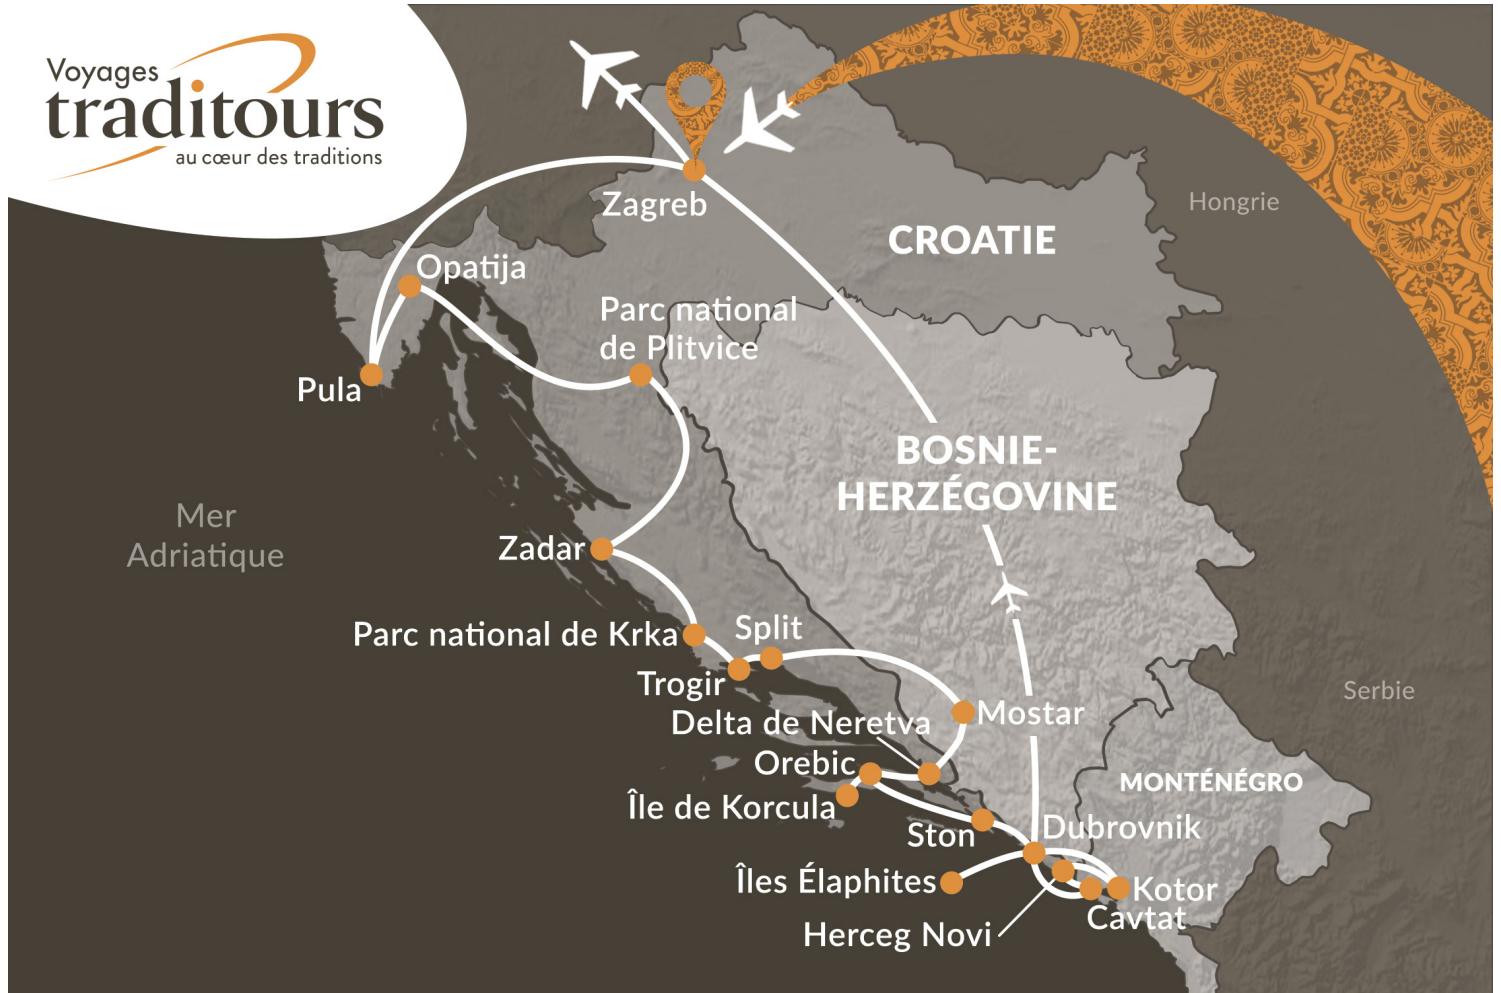 Voyages
traditours
au cœur des traditions
Zagreb
Hongrie
CROATIE
Opatija
Parc national
de Plitvice
Pula
BOSNIE-
HERZÉGOVINE
Mer
Adriatique
Zadar
Parc national de Krka
Split
Trogir
Serbie
Delta de Neretva
Mostar
Orebic
MONTÉNÉGRO
Île de Korcula
Ston
Dubrovnik
Îles Élaphites
Kotor
Cavtat
Herceg Novi